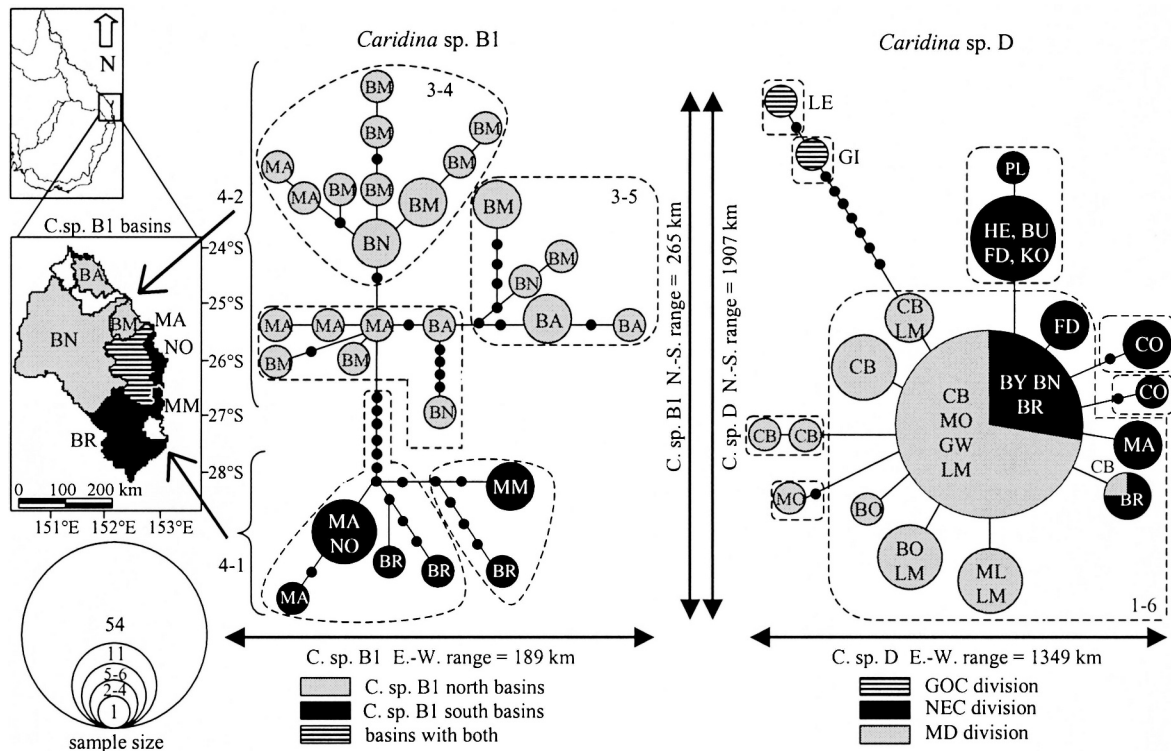 Caridina sp. B1
Caridina sp. D
N
C.sp. B1 basins
24°S
25°S
26°S
27°S
28°S
BA
BM
BN
MA
NO
MM
BR
0 100 200 km
151°E 152°E 153°E
54
11
5-6
2-4
1
sample size
4-2
4-1
3-4
BM
BM
BM
MA
BM
BM
BM
MA
BM
BN
3-5
BM
BM
BN
BA
BA
MA
MA
MA
BA
BM
BM
BN
MA
NO
MM
BR
BR
BR
MA
C. sp. B1 N.-S. range = 265 km
C. sp. D N.-S. range = 1907 km
C. sp. B1 E.-W. range = 189 km
C. sp. B1 north basins
C. sp. B1 south basins
basins with both
LE
GI
PL
HE, BU
FD, KO
CB
LM
FD
CO
CB
CO
BY BN
BR
CB
MO
GW
LM
MA
CB
CB
CB
BR
MO
BO
BO
LM
ML
LM
1-6
C. sp. D E.-W. range = 1349 km
GOC division
NEC division
MD division